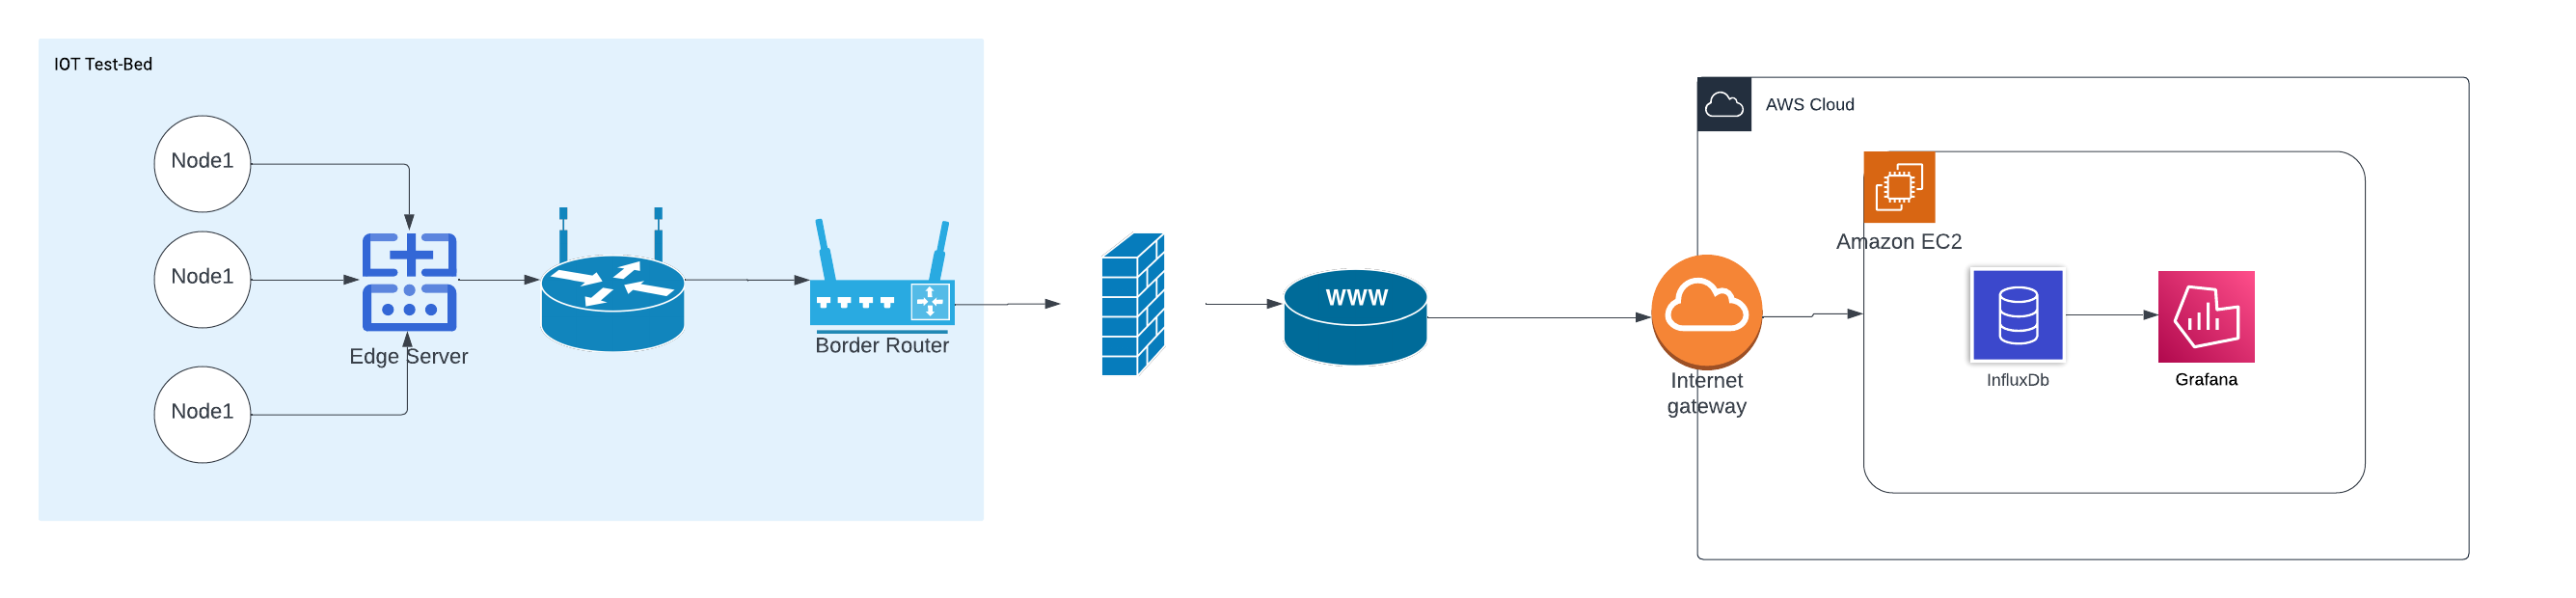 IOT Test-Bed
Node1
Node1
Node1
Edge Server
Border Router
WWW
AWS Cloud
Internet
gateway
Amazon EC2
InfluxDb
Grafana